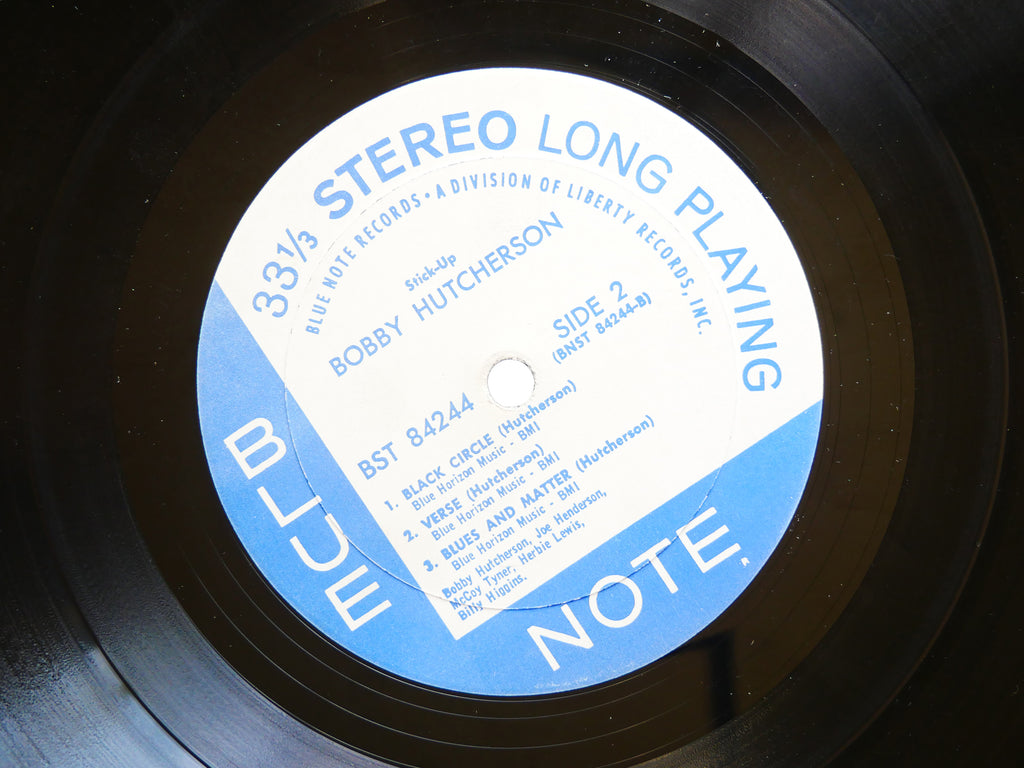 33⅓ STEREO LONG PLAYING
BLUE NOTE RECORDS • A DIVISION OF LIBERTY RECORDS, INC.
Stick-Up
BOBBY HUTCHERSON
SIDE 2
(BNST 84244-B)
BST 84244
1. BLACK CIRCLE (Hutcherson)
Blue Horizon Music - BMI
2. VERSE (Hutcherson)
Blue Horizon Music - BMI
3. BLUES AND MATTER (Hutcherson)
Blue Horizon Music - BMI
Bobby Hutcherson, Joe Henderson,
McCoy Tyner, Herbie Lewis,
Billy Higgins.
BLUE
NOTE